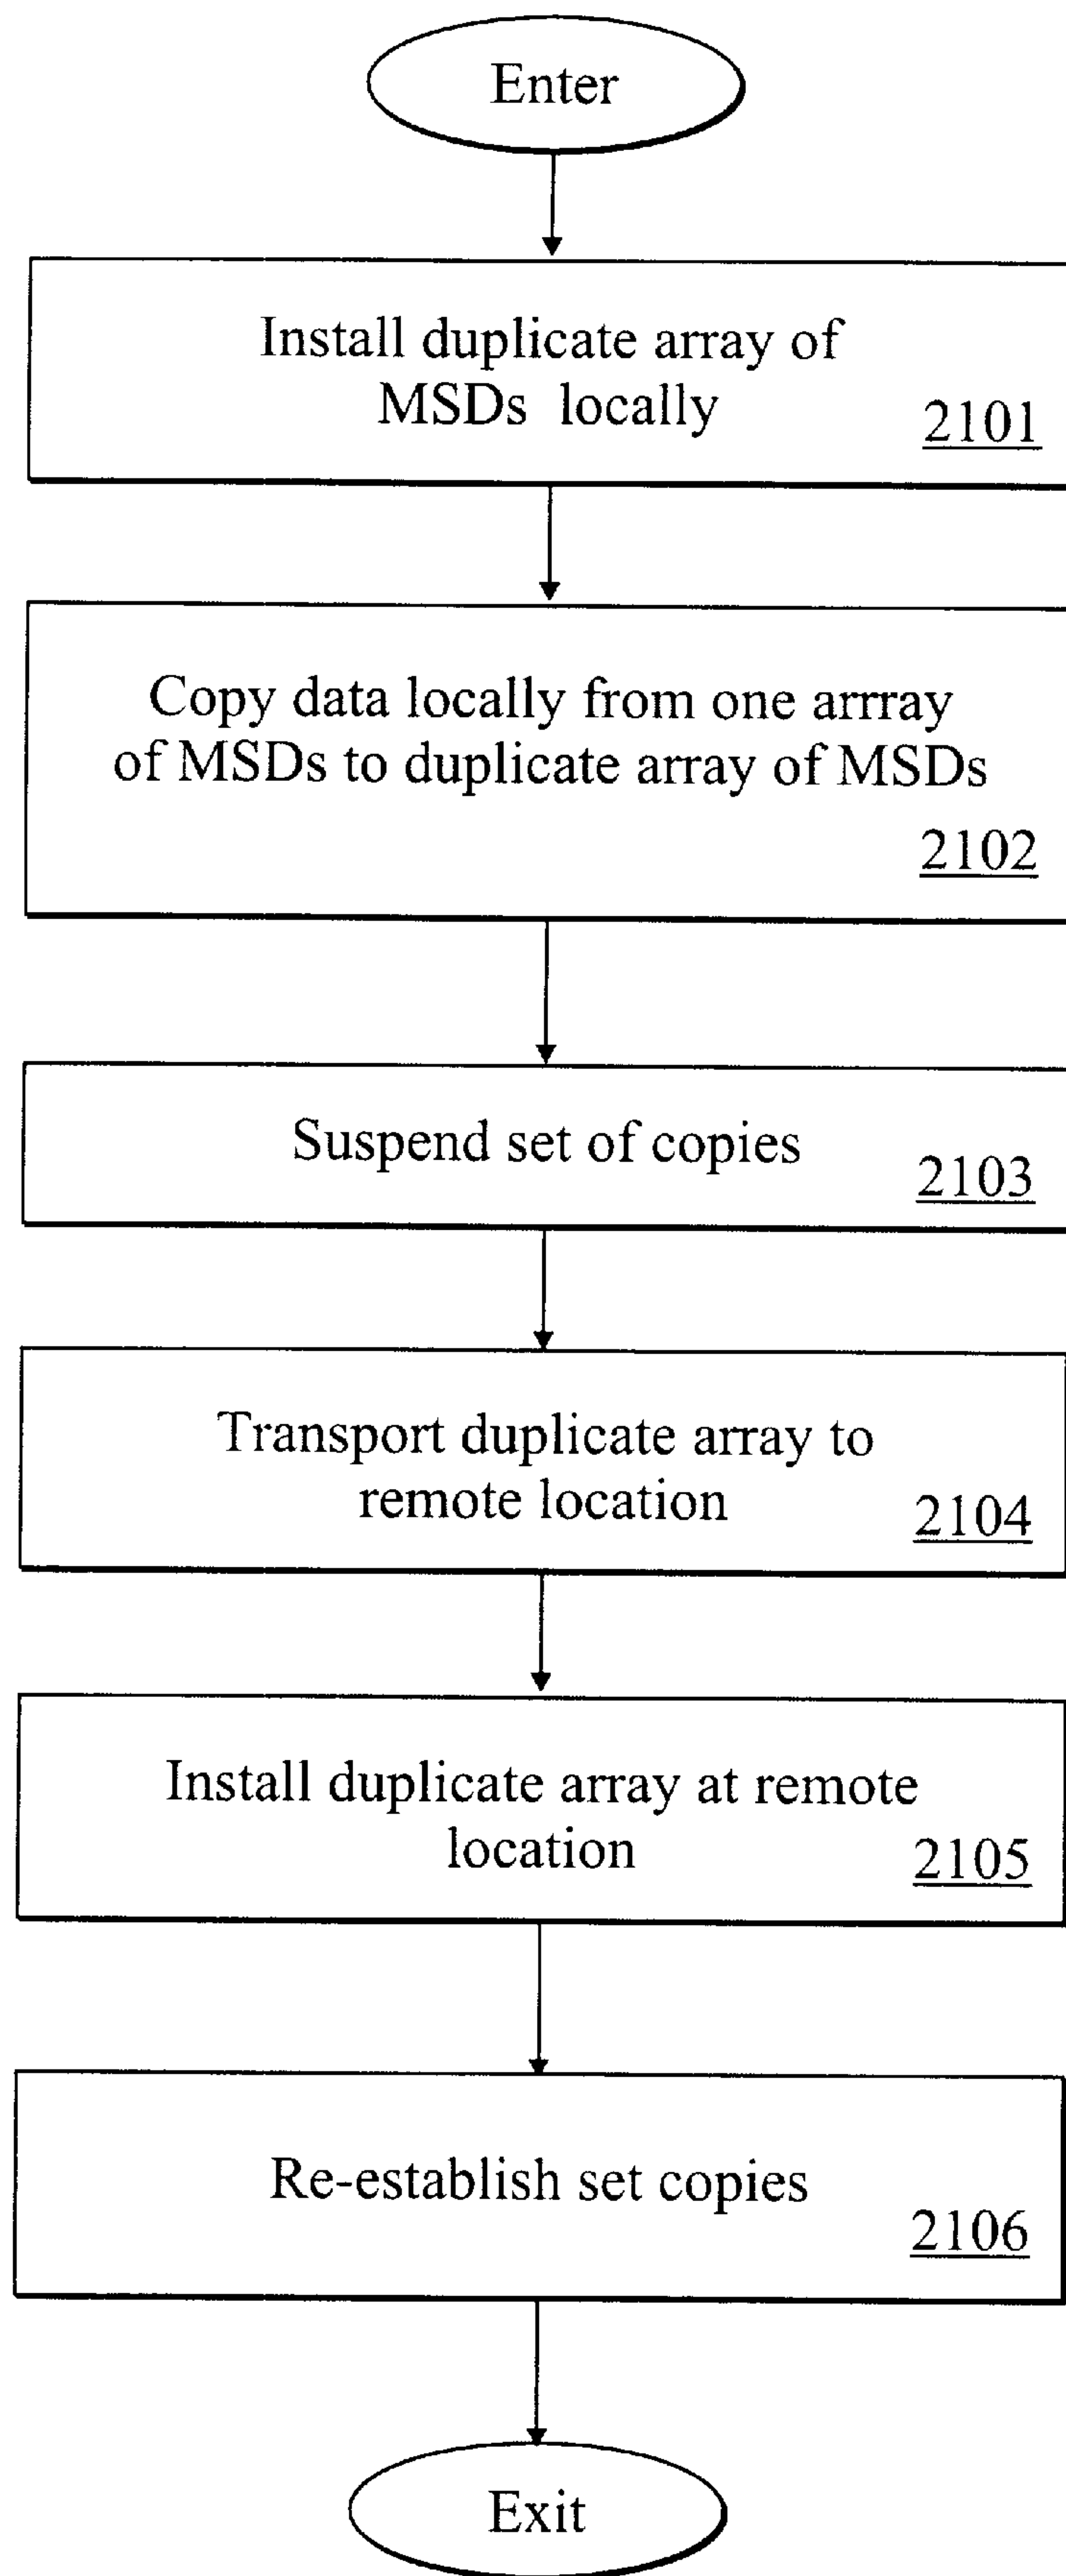 Enter
Install duplicate array of
MSDs locally
2101
Copy data locally from one arrray
of MSDs to duplicate array of MSDs
2102
Suspend set of copies
2103
Transport duplicate array to
remote location
2104
Install duplicate array at remote
location
2105
Re-establish set copies
2106
Exit